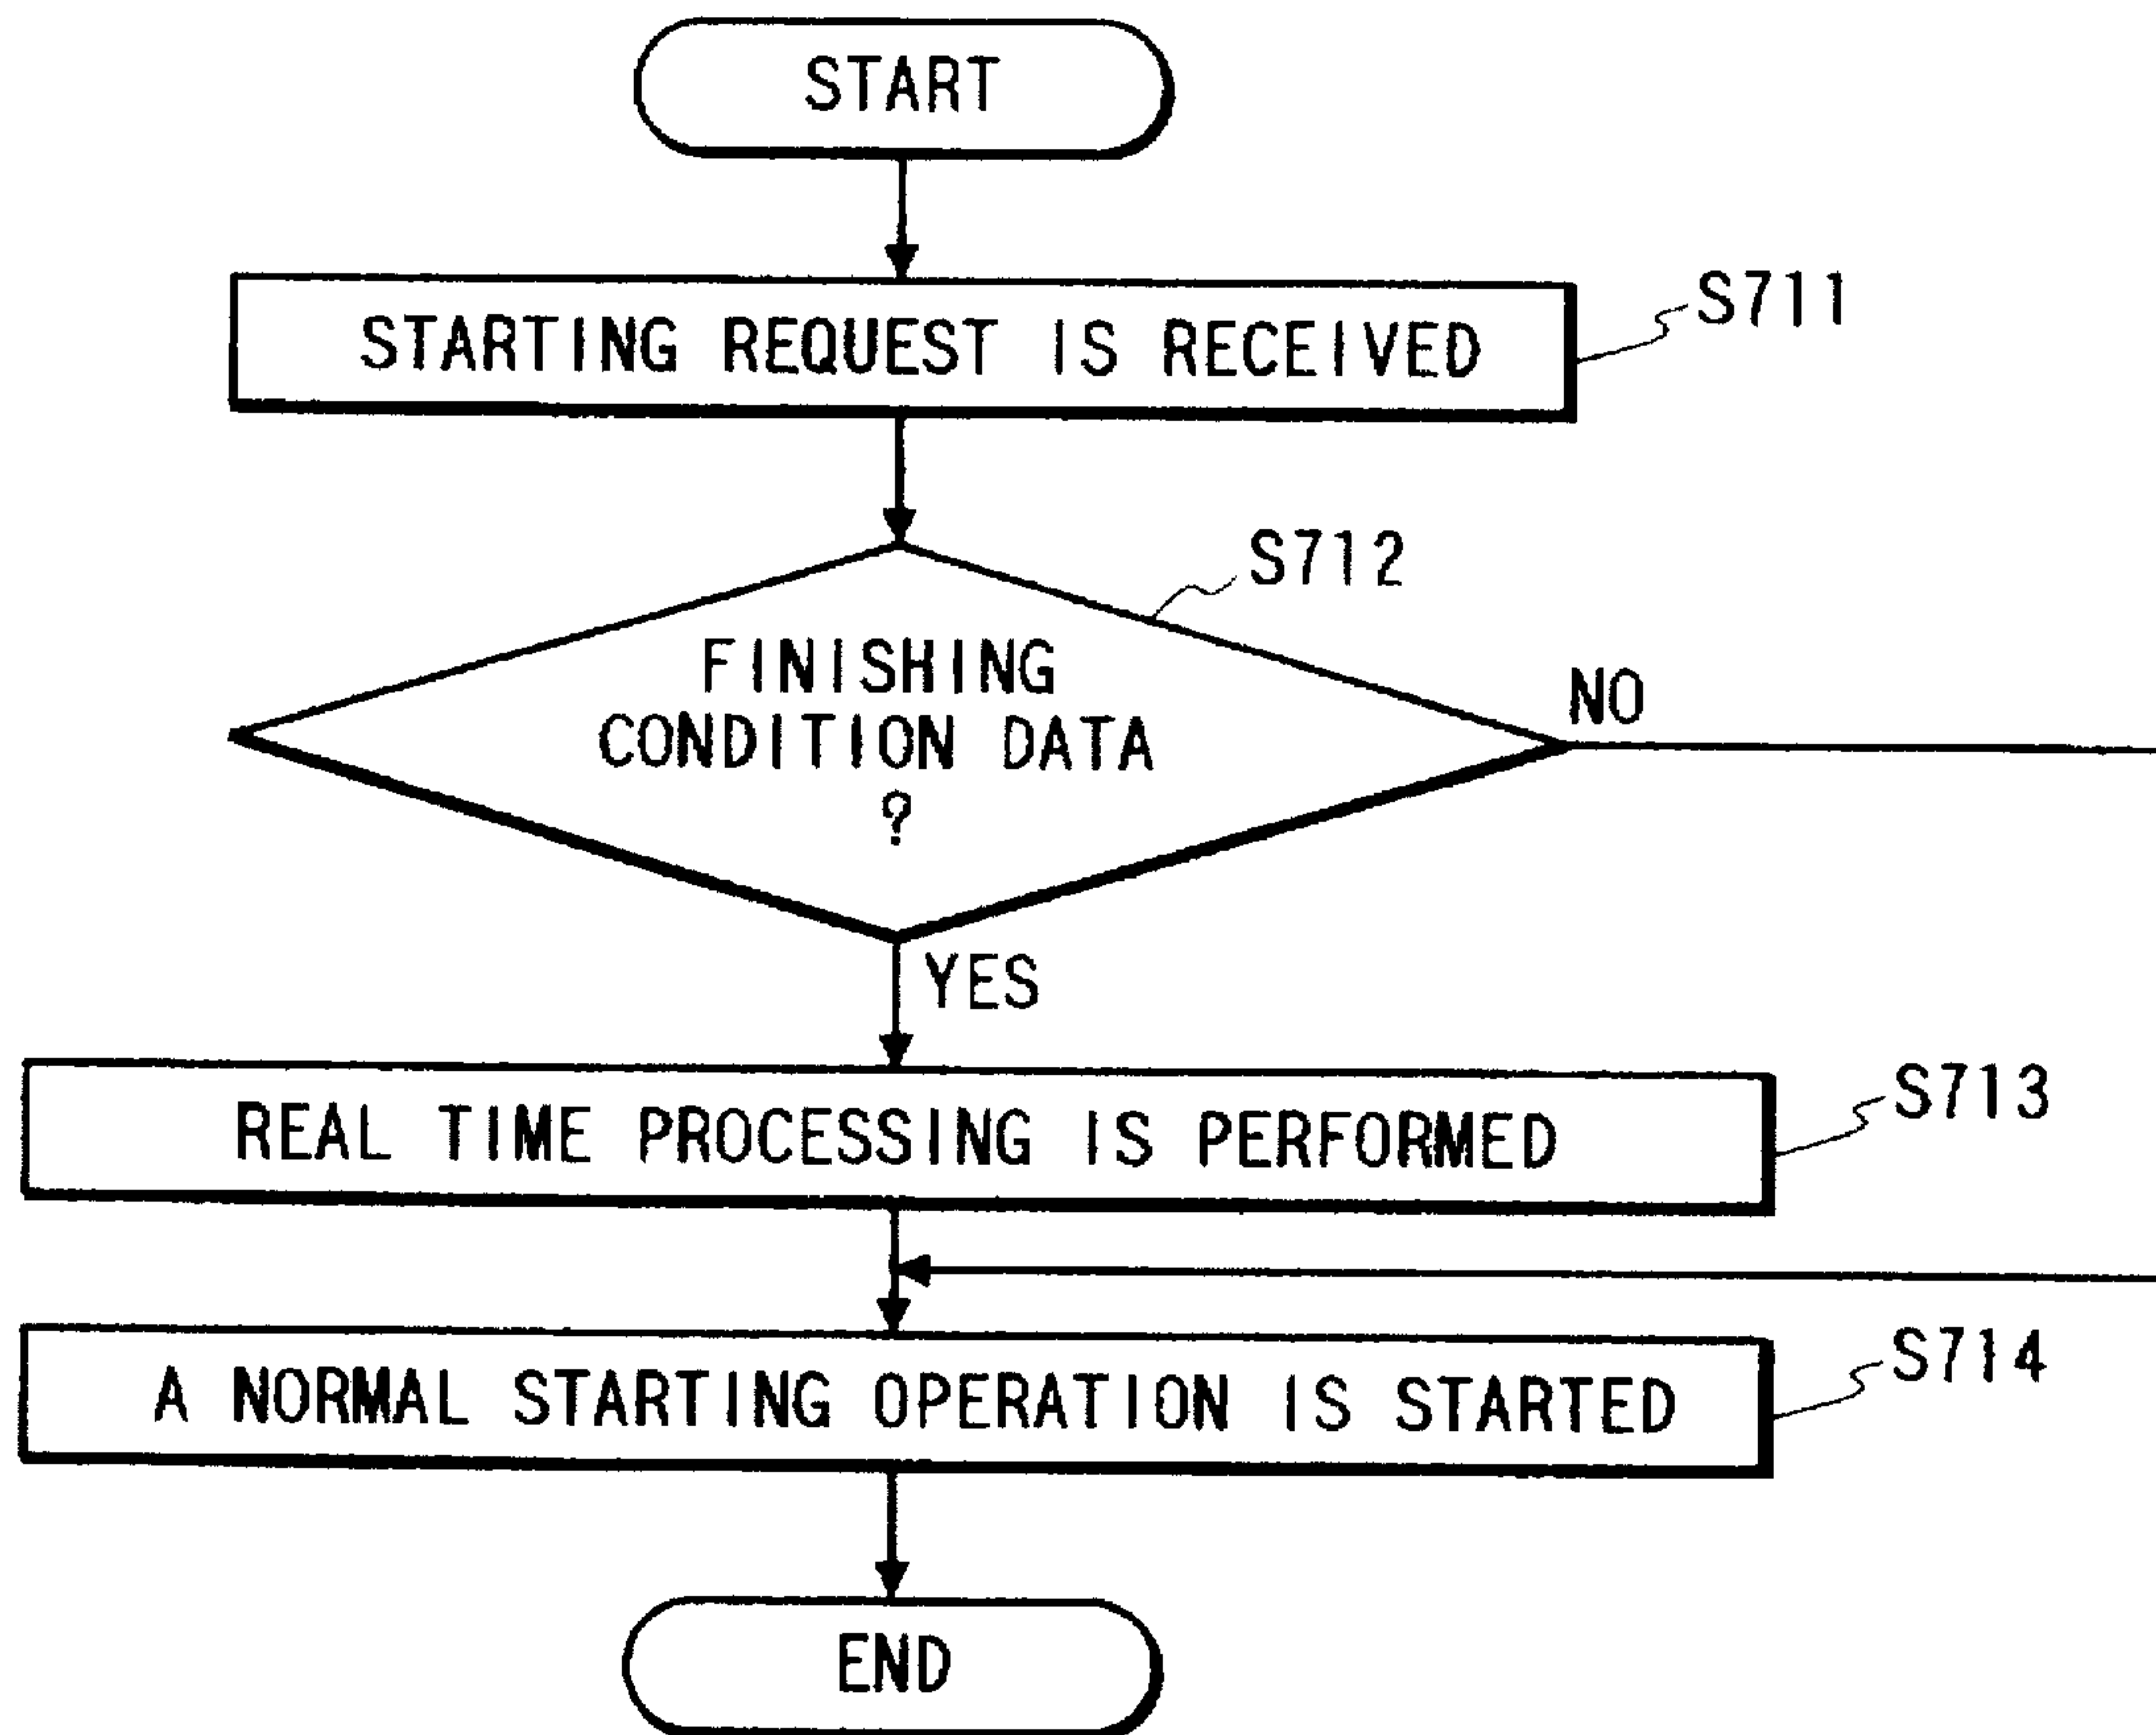 START
STARTING REQUEST IS RECEIVED
S711
S712
FINISHING
CONDITION DATA
?
NO
YES
REAL TIME PROCESSING IS PERFORMED
S713
A NORMAL STARTING OPERATION IS STARTED
S714
END